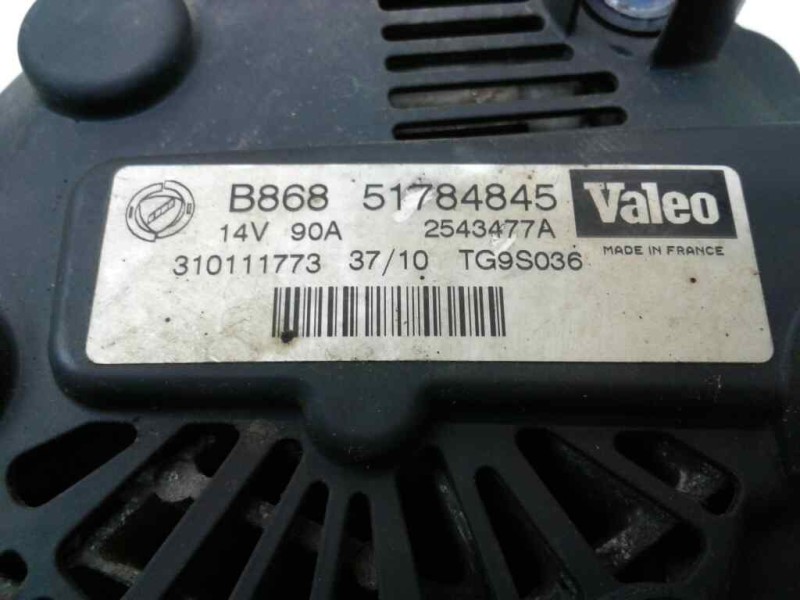 B868 51784845 Valeo
14V 90A 2543477A
MADE IN FRANCE
310111773 37/10 TG9S036